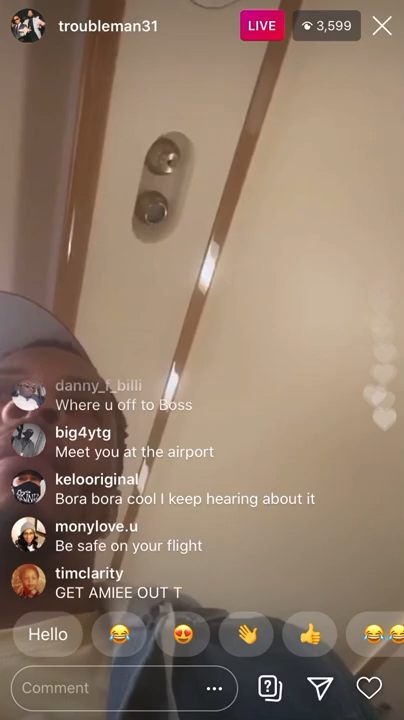 troubleman31
LIVE
3,599
danny_f_billi
Where u off to Boss
big4ytg
Meet you at the airport
kelooriginal
Bora bora cool I keep hearing about it
monylove.u
Be safe on your flight
timclarity
GET AMIEE OUT T
Hello
Comment